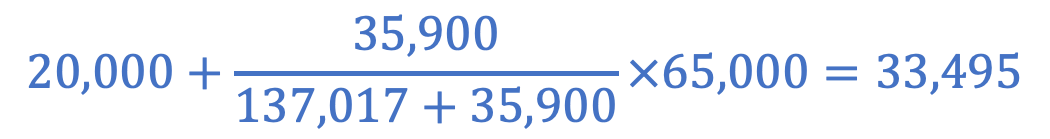 20,000 + 35,900 / 137,017 + 35,900 ×65,000 = 33,495